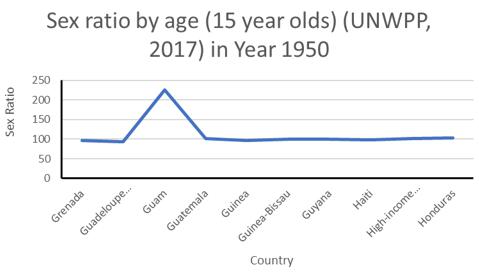 Sex ratio by age (15 year olds) (UNWPP,
2017) in Year 1950
Sex Ratio
250
200
150
100
50
0
Grenada
Guadeloupe...
Guam
Guatemala
Guinea
Guinea-Bissau
Guyana
Haiti
High-income...
Honduras
Country